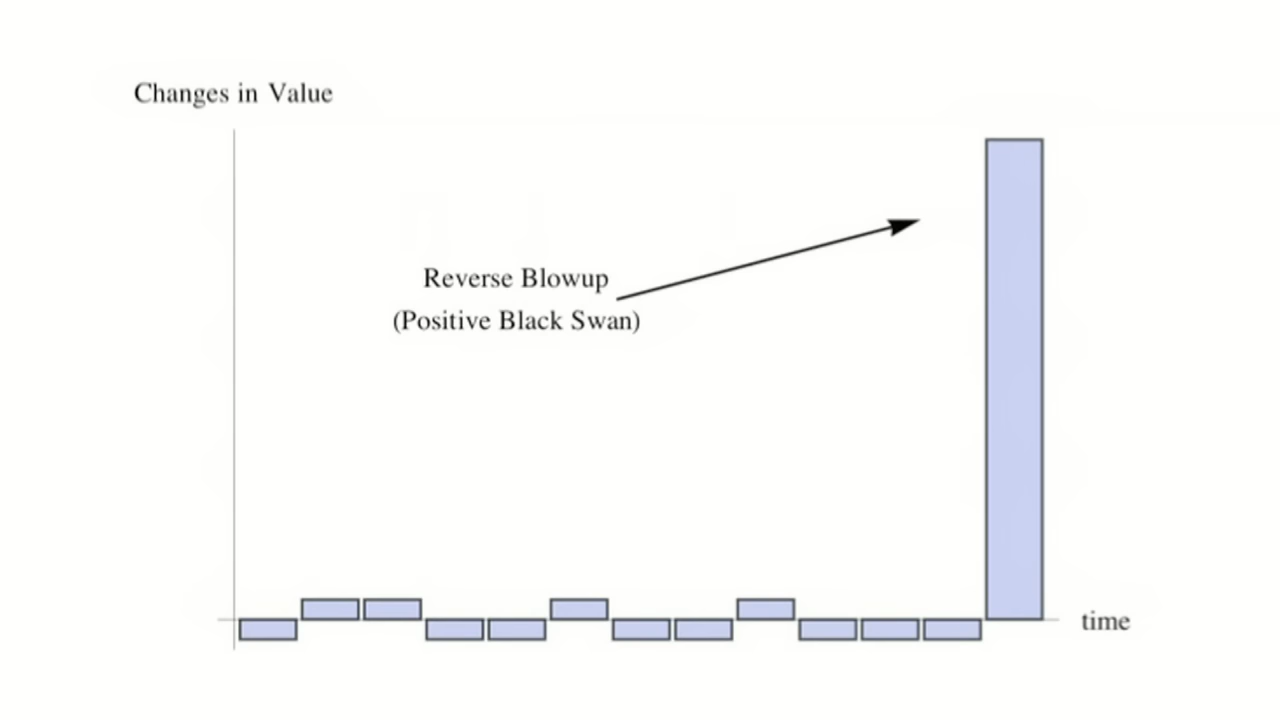 Changes in Value
Reverse Blowup
(Positive Black Swan)
time